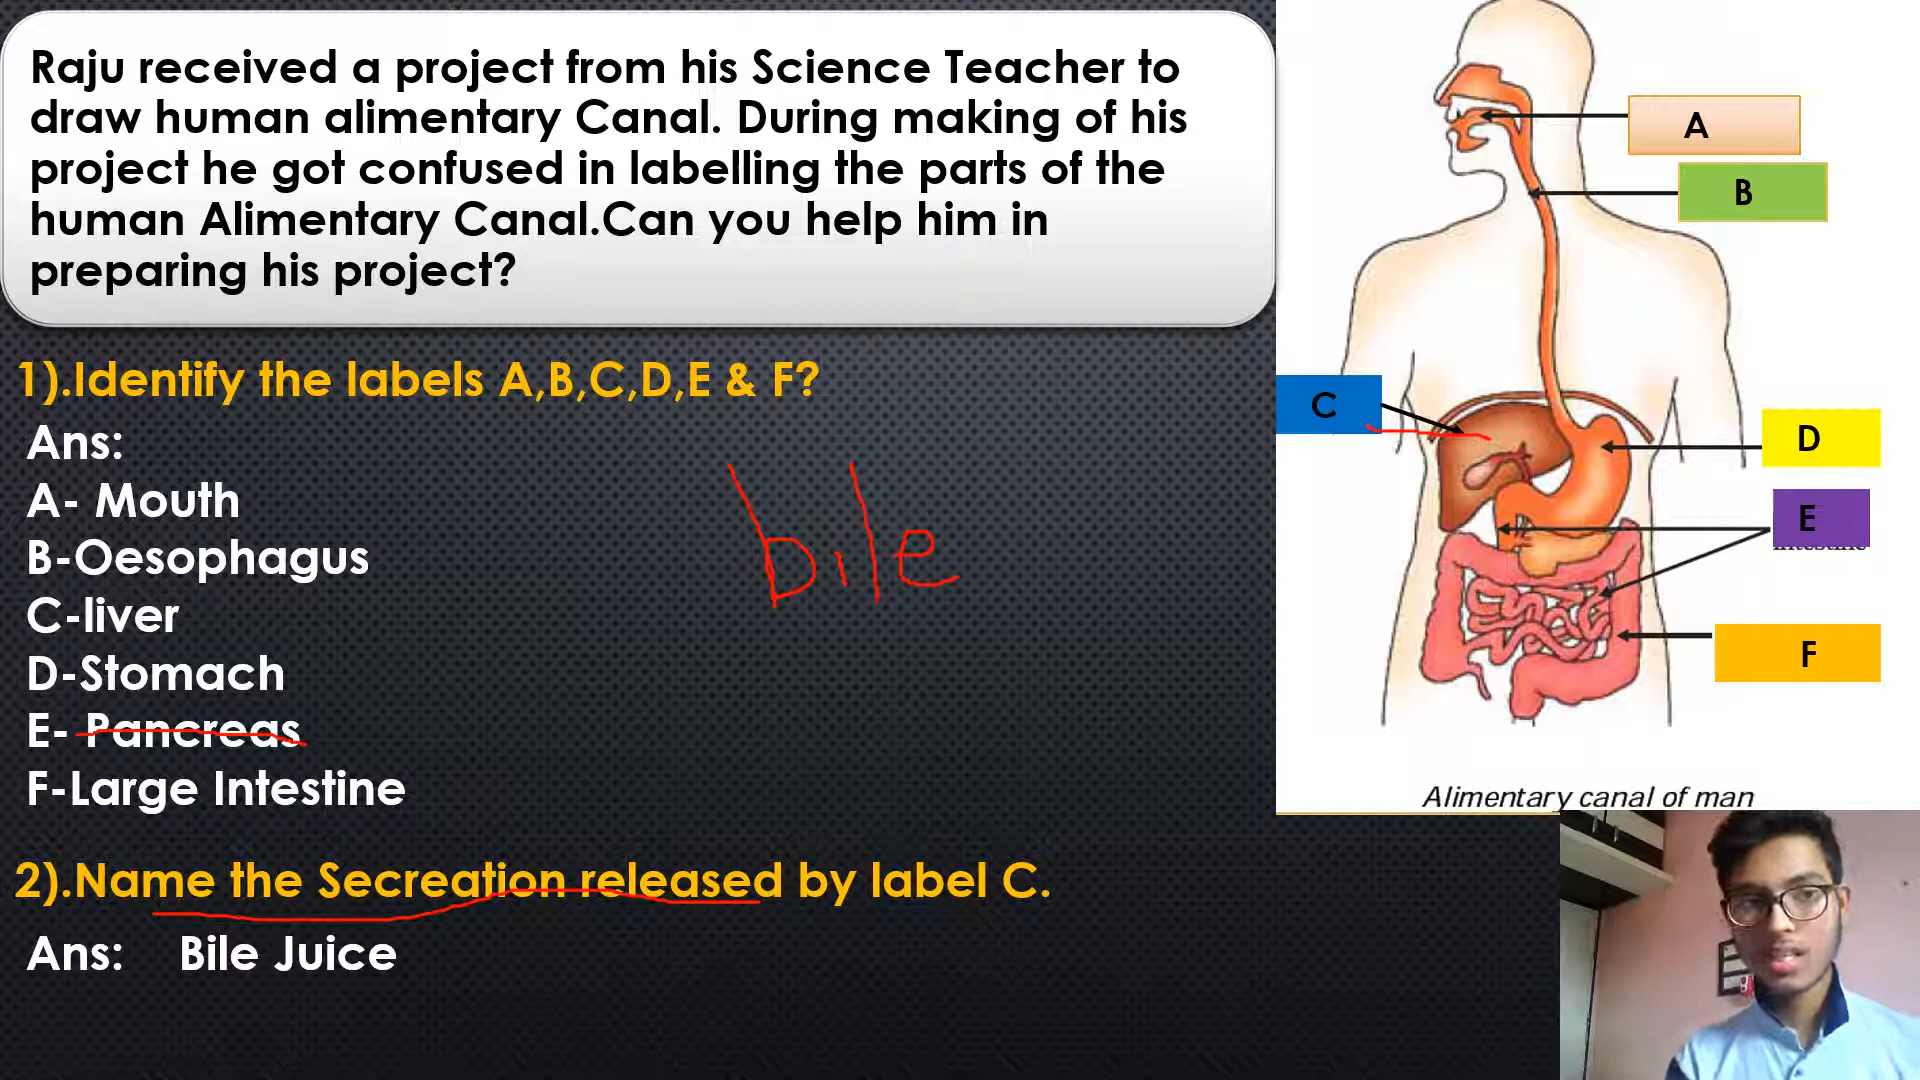 Raju received a project from his Science Teacher to
draw human alimentary Canal. During making of his
project he got confused in labelling the parts of the
human Alimentary Canal.Can you help him in
preparing his project?
1).Identify the labels A,B,C,D,E & F?
Ans:
A- Mouth
B-Oesophagus
C-liver
D-Stomach
E- Pancreas
F-Large Intestine
bile
2).Name the Secreation released by label C.
Ans: Bile Juice
A
B
C
D
E
F
Alimentary canal of man